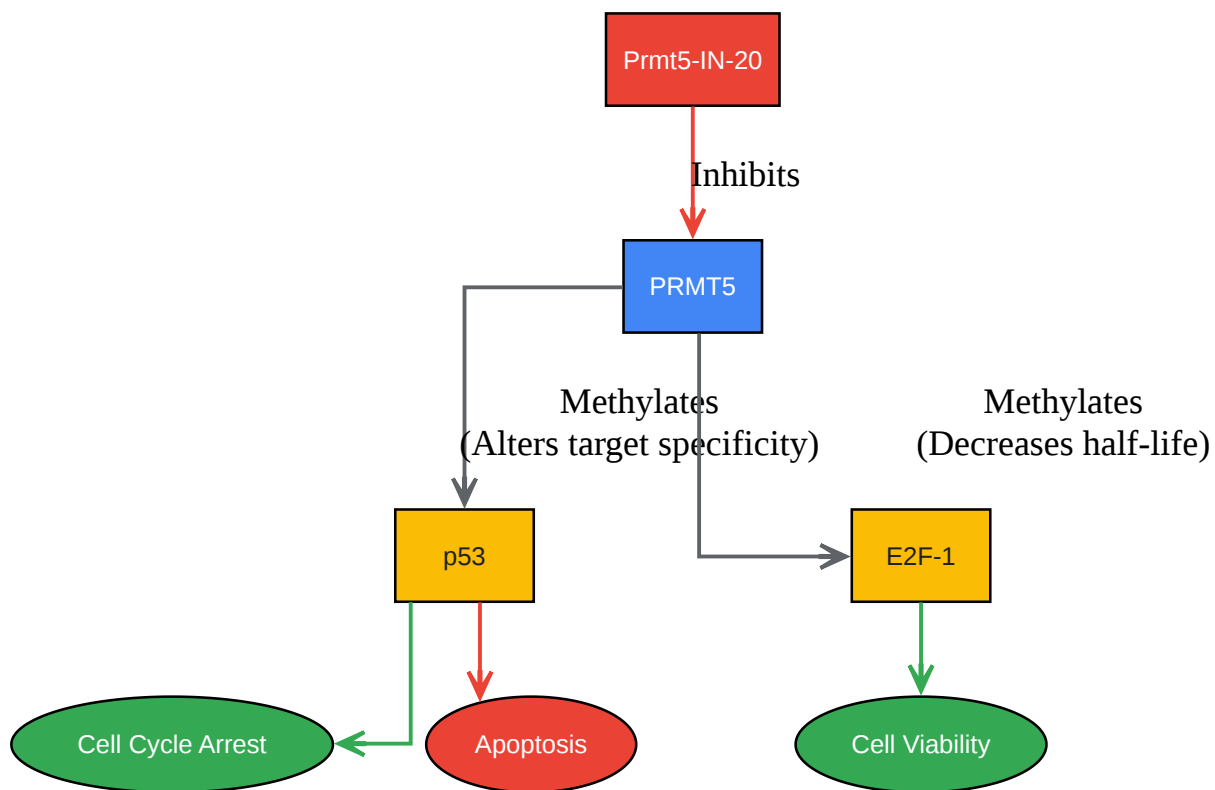 Prmt5-IN-20
Inhibits
PRMT5
Methylates
(Alters target specificity)
Methylates
(Decreases half-life)
p53
E2F-1
Cell Cycle Arrest
Apoptosis
Cell Viability